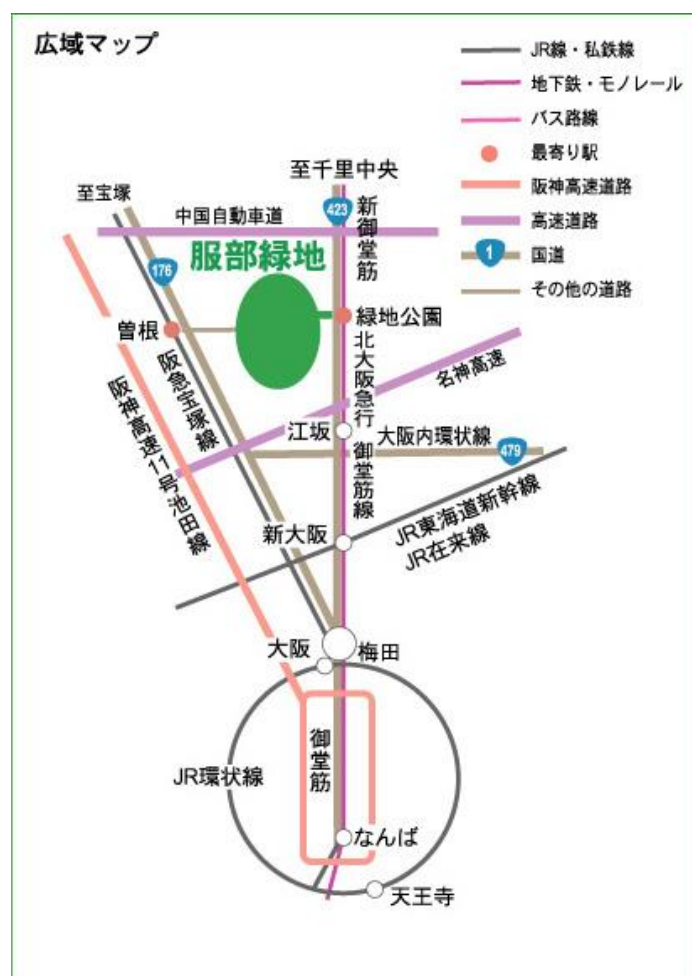 広域マップ
JR線・私鉄線
地下鉄・モノレール
バス路線
最寄り駅
阪神高速道路
高速道路
1
国道
その他の道路
至千里中央
至宝塚
中国自動車道
423
新御堂筋
服部緑地
176
曽根
緑地公園
阪急宝塚線
北大阪急行
名神高速
阪神高速11号池田線
江坂
大阪内環状線
479
御堂筋線
新大阪
JR東海道新幹線
JR在来線
大阪
梅田
御堂筋
JR環状線
なんば
天王寺